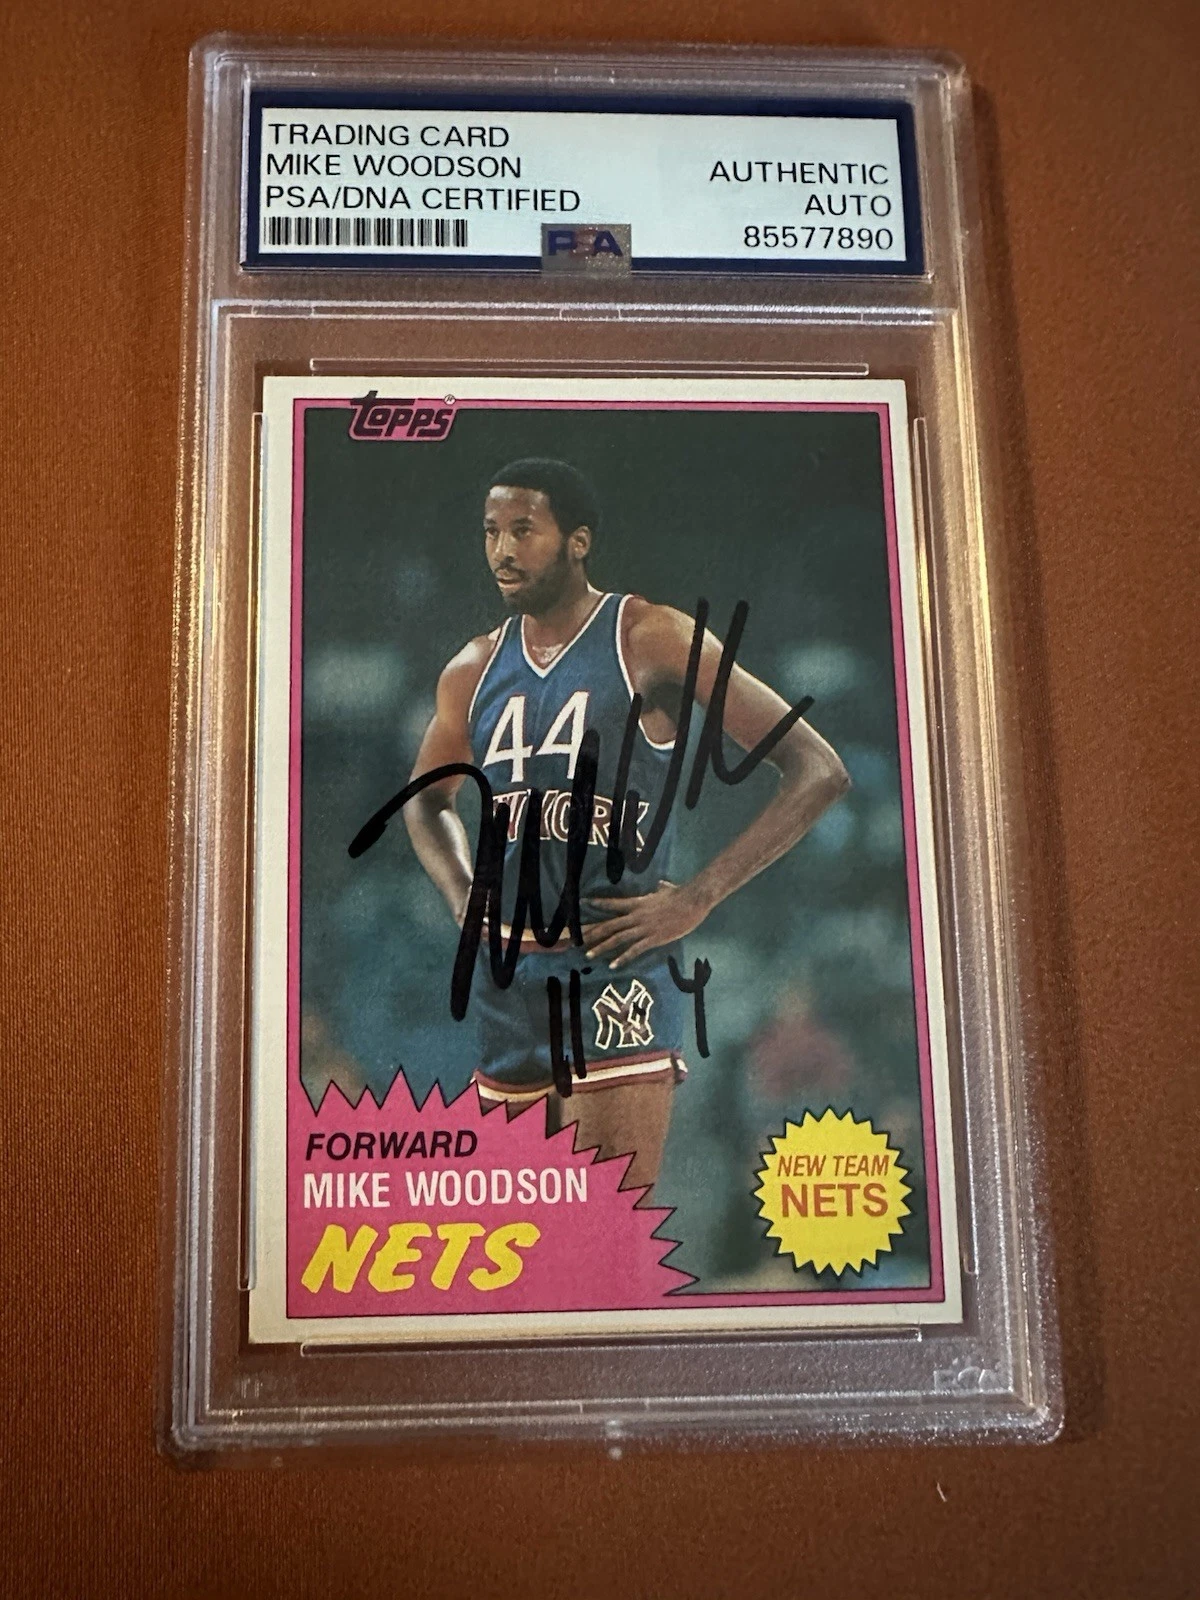 TRADING CARD
MIKE WOODSON
PSA/DNA CERTIFIED
AUTHENTIC
AUTO
85577890
PSA
Topps®
44
W YORK
NY
FORWARD
MIKE WOODSON
NETS
NEW TEAM
NETS